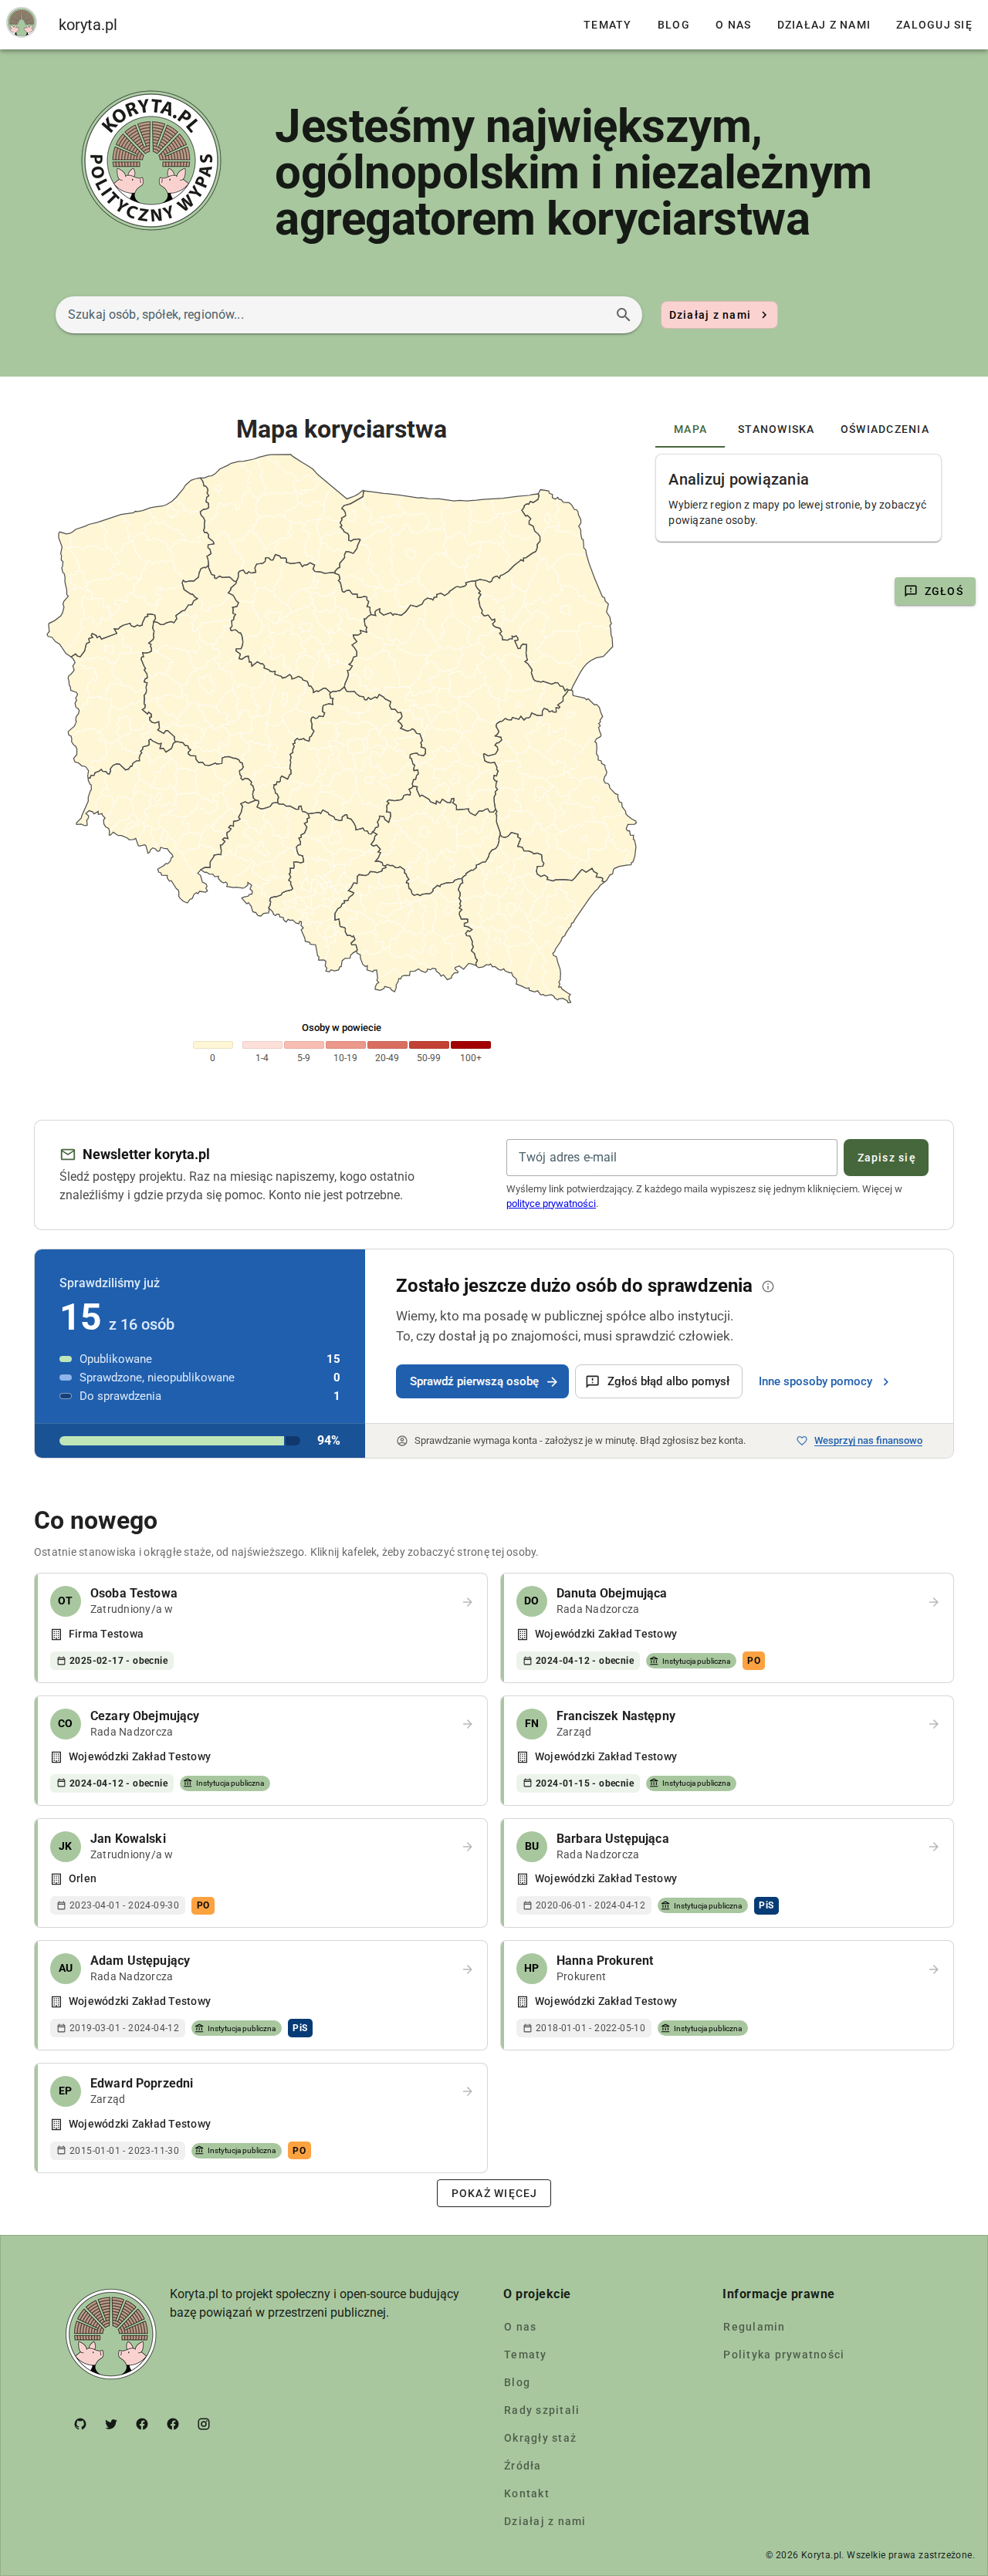 koryta.pl
TEMATY
BLOG
O NAS
DZIAŁAJ Z NAMI
ZALOGUJ SIĘ
KORYTA.PL
POLITYCZNY WYPAS
Jesteśmy największym,
ogólnopolskim i niezależnym
agregatorem koryciarstwa
Szukaj osób, spółek, regionów...
Działaj z nami
Mapa koryciarstwa
MAPA
STANOWISKA
OŚWIADCZENIA
Analizuj powiązania
Wybierz region z mapy po lewej stronie, by zobaczyć
powiązane osoby.
ZGŁOŚ
Osoby w powiecie
0
1-4
5-9
10-19
20-49
50-99
100+
Newsletter koryta.pl
Śledź postępy projektu. Raz na miesiąc napiszemy, kogo ostatnio
znaleźliśmy i gdzie przyda się pomoc. Konto nie jest potrzebne.
Twój adres e-mail
Zapisz się
Wyślemy link potwierdzający. Z każdego maila wypiszesz się jednym kliknięciem. Więcej w
polityce prywatności.
Sprawdziliśmy już
15 z 16 osób
Opublikowane 15
Sprawdzone, nieopublikowane 0
Do sprawdzenia 1
94%
Zostało jeszcze dużo osób do sprawdzenia
Wiemy, kto ma posadę w publicznej spółce albo instytucji.
To, czy dostał ją po znajomości, musi sprawdzić człowiek.
Sprawdź pierwszą osobę
Zgłoś błąd albo pomysł
Inne sposoby pomocy
Sprawdzanie wymaga konta - założysz je w minutę. Błąd zgłosisz bez konta.
Wesprzyj nas finansowo
Co nowego
Ostatnie stanowiska i okrągłe staże, od najświeższego. Kliknij kafelek, żeby zobaczyć stronę tej osoby.
OT
Osoba Testowa
Zatrudniony/a w
Firma Testowa
2025-02-17 - obecnie
DO
Danuta Obejmująca
Rada Nadzorcza
Wojewódzki Zakład Testowy
2024-04-12 - obecnie
Instytucja publiczna
PO
CO
Cezary Obejmujący
Rada Nadzorcza
Wojewódzki Zakład Testowy
2024-04-12 - obecnie
Instytucja publiczna
FN
Franciszek Następny
Zarząd
Wojewódzki Zakład Testowy
2024-01-15 - obecnie
Instytucja publiczna
JK
Jan Kowalski
Zatrudniony/a w
Orlen
2023-04-01 - 2024-09-30
PO
BU
Barbara Ustępująca
Rada Nadzorcza
Wojewódzki Zakład Testowy
2020-06-01 - 2024-04-12
Instytucja publiczna
PiS
AU
Adam Ustępujący
Rada Nadzorcza
Wojewódzki Zakład Testowy
2019-03-01 - 2024-04-12
Instytucja publiczna
PiS
HP
Hanna Prokurent
Prokurent
Wojewódzki Zakład Testowy
2018-01-01 - 2022-05-10
Instytucja publiczna
EP
Edward Poprzedni
Zarząd
Wojewódzki Zakład Testowy
2015-01-01 - 2023-11-30
Instytucja publiczna
PO
POKAŻ WIĘCEJ
Koryta.pl to projekt społeczny i open-source budujący
bazę powiązań w przestrzeni publicznej.
O projekcie
O nas
Tematy
Blog
Rady szpitali
Okrągły staż
Źródła
Kontakt
Działaj z nami
Informacje prawne
Regulamin
Polityka prywatności
© 2026 Koryta.pl. Wszelkie prawa zastrzeżone.